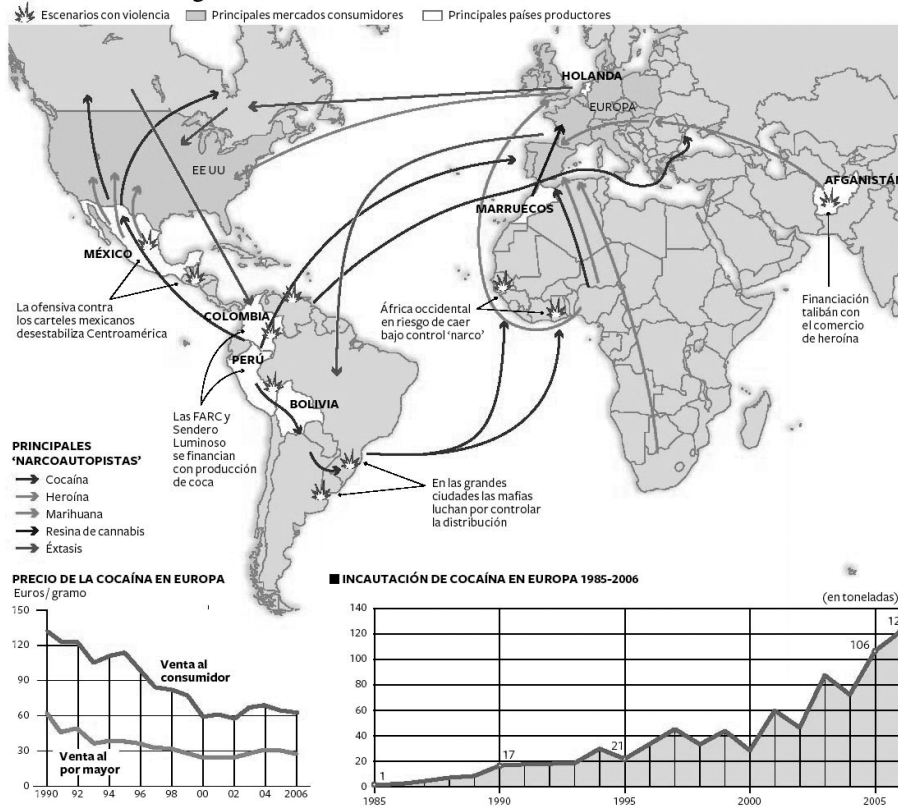 Escenarios con violencia
Principales mercados consumidores
Principales países productores
HOLANDA
EUROPA
EE UU
AFGANISTÁN
MARRUECOS
MÉXICO
La ofensiva contra
los carteles mexicanos
desestabiliza Centroamérica
COLOMBIA
África occidental
en riesgo de caer
bajo control 'narco'
Financiación
talibán con
el comercio
de heroína
PERÚ
BOLIVIA
Las FARC y
Sendero
Luminoso
se financian
con producción
de coca
En las grandes
ciudades las mafias
luchan por controlar
la distribución
PRINCIPALES
'NARCOAUTOPISTAS'
Cocaína
Heroína
Marihuana
Resina de cannabis
Éxtasis
PRECIO DE LA COCAÍNA EN EUROPA
Euros/ gramo
150
120
90
60
30
0
Venta al
consumidor
Venta al
por mayor
1990 92 94 96 98 00 02 04 2006
INCAUTACIÓN DE COCAÍNA EN EUROPA 1985-2006
(en toneladas)
140
120
100
80
60
40
20
0
1
17
21
106
1985 1990 1995 2000 2005